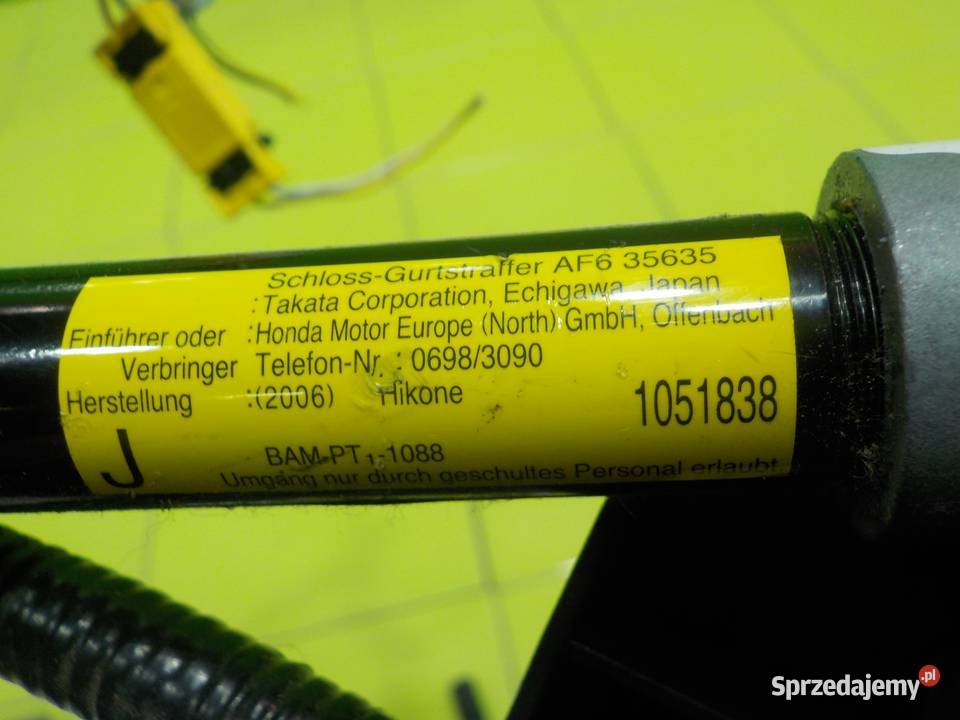 Schloss-Gurtstraffer AF6 35635
:Takata Corporation, Echigawa, Japan
Einführer oder :Honda Motor Europe (North) GmbH, Offenbach
Verbringer Telefon-Nr. : 0698/3090
Herstellung :(2006) Hikone
1051838
J
BAM-PT₁-1088
Umgang nur durch geschultes Personal erlaubt
Sprzedajemy.pl